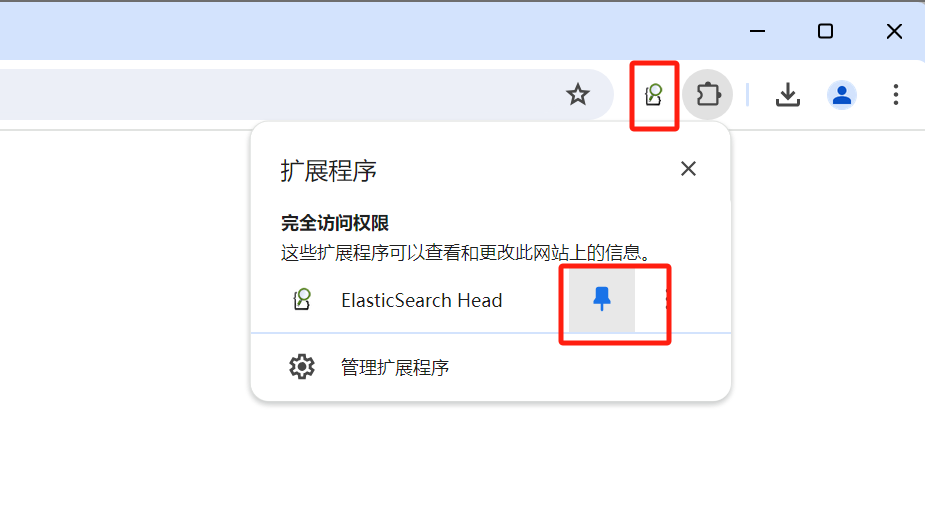 扩展程序
完全访问权限
这些扩展程序可以查看和更改此网站上的信息。
ElasticSearch Head
管理扩展程序